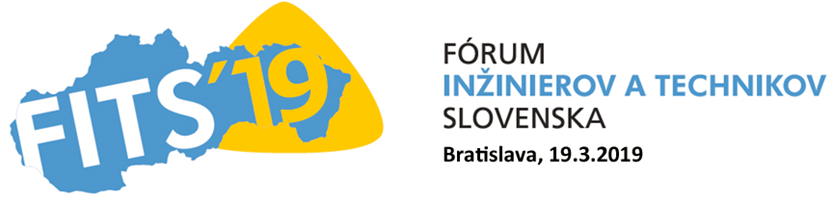 FITS'19
FÓRUM
INŽINIEROV A TECHNIKOV
SLOVENSKA
Bratislava, 19.3.2019